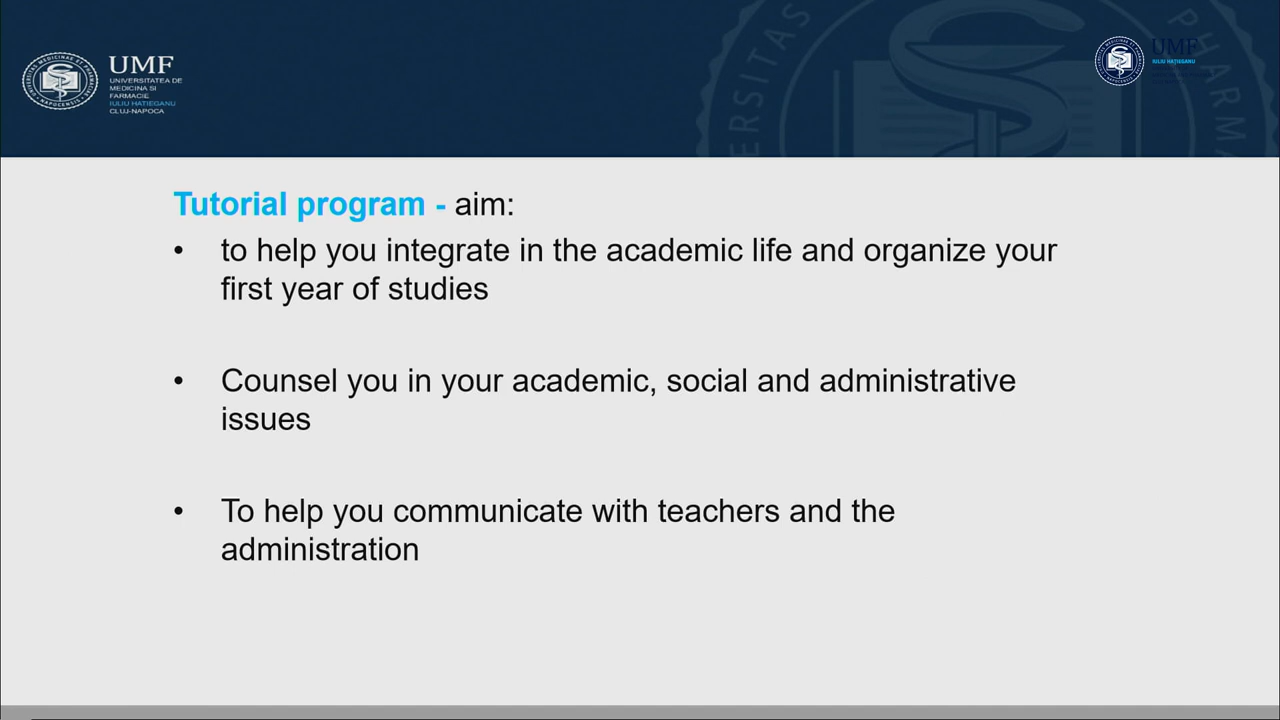 UMF
UNIVERSITATEA DE
MEDICINA SI
FARMACIE
IULIU HATIEGANU
CLUJ-NAPOCA
UMF
IULIU HAȚIEGANU
Tutorial program - aim:
• to help you integrate in the academic life and organize your
first year of studies
• Counsel you in your academic, social and administrative
issues
• To help you communicate with teachers and the
administration